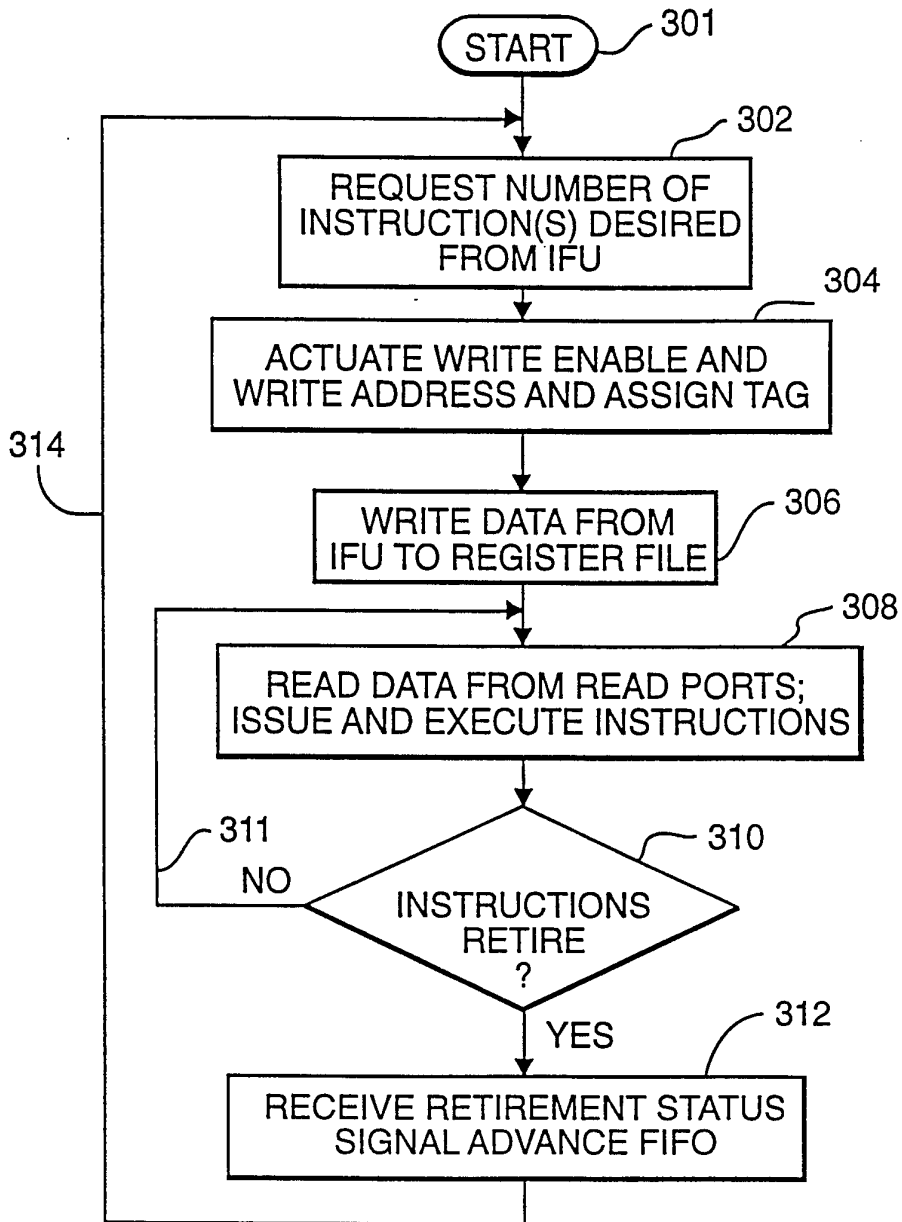 START
301
302
REQUEST NUMBER OF
INSTRUCTION(S) DESIRED
FROM IFU
304
ACTUATE WRITE ENABLE AND
WRITE ADDRESS AND ASSIGN TAG
314
306
WRITE DATA FROM
IFU TO REGISTER FILE
308
READ DATA FROM READ PORTS;
ISSUE AND EXECUTE INSTRUCTIONS
311
310
NO
INSTRUCTIONS
RETIRE
?
YES
312
RECEIVE RETIREMENT STATUS
SIGNAL ADVANCE FIFO